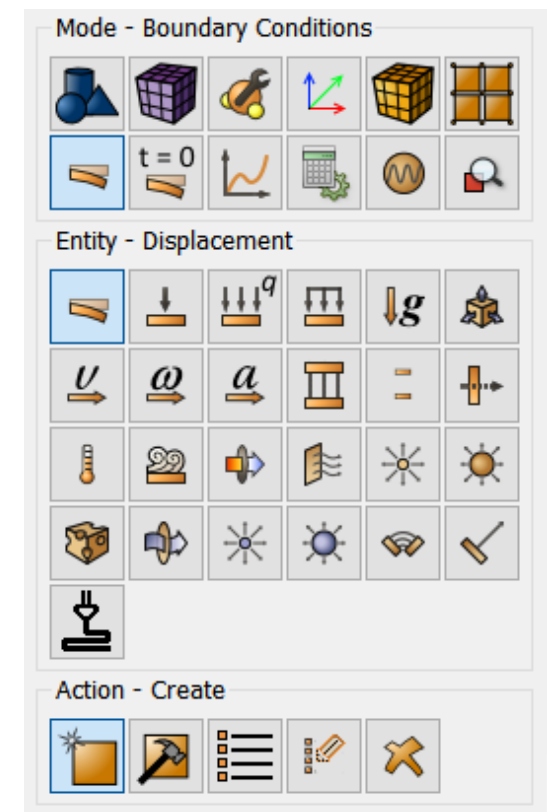 Mode - Boundary Conditions
t = 0
Entity - Displacement
q
g
υ ω a
Action - Create